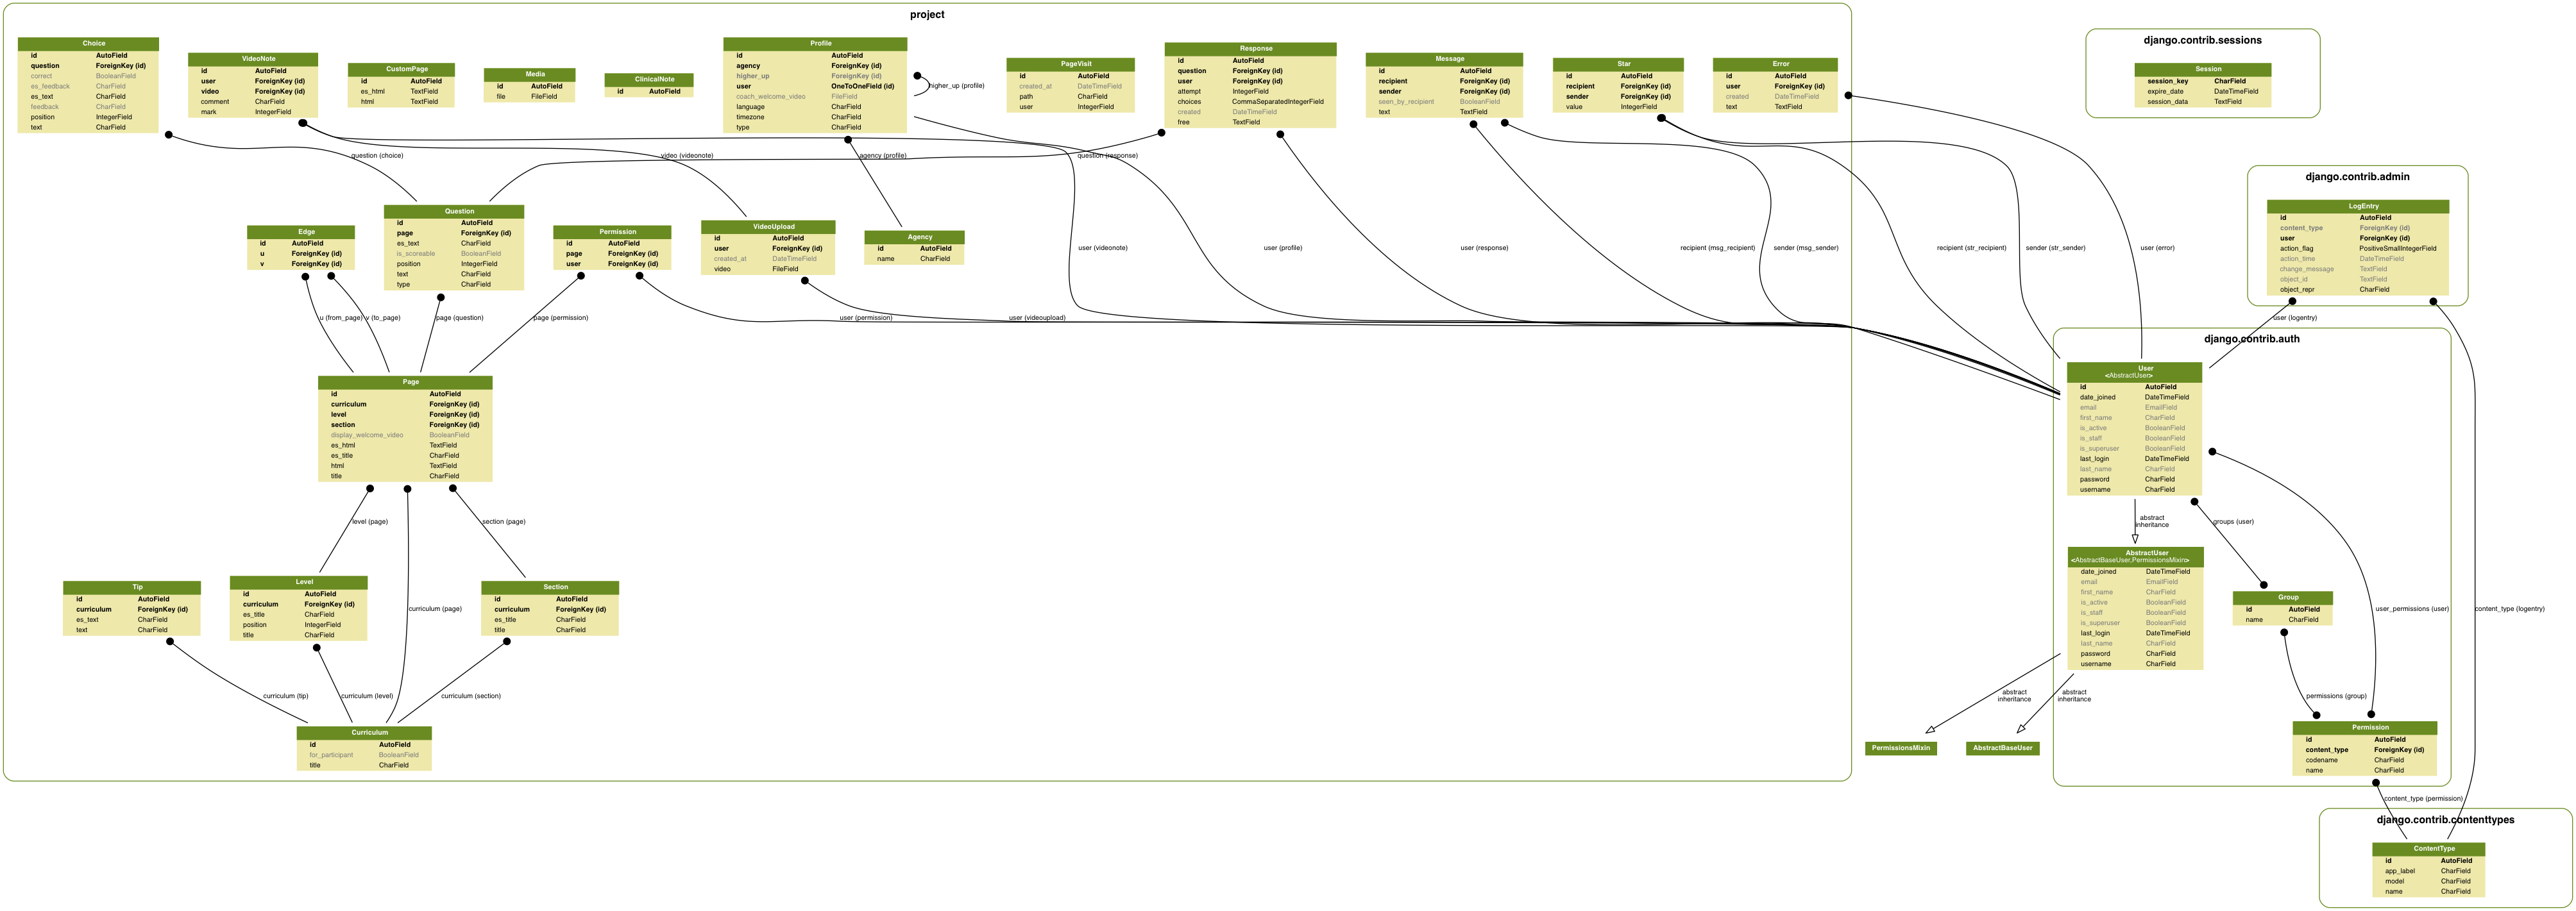 project
Choice
id AutoField
question ForeignKey (id)
correct BooleanField
es_feedback CharField
es_text CharField
feedback CharField
position IntegerField
text CharField
VideoNote
id AutoField
user ForeignKey (id)
video ForeignKey (id)
comment CharField
mark IntegerField
CustomPage
id AutoField
es_html TextField
html TextField
Media
id AutoField
file FileField
ClinicalNote
id AutoField
Profile
id AutoField
agency ForeignKey (id)
higher_up ForeignKey (id)
user OneToOneField (id)
coach_welcome_video FileField
language CharField
timezone CharField
type CharField
higher_up (profile)
PageVisit
id AutoField
created_at DateTimeField
path CharField
user IntegerField
Response
id AutoField
question ForeignKey (id)
user ForeignKey (id)
attempt IntegerField
choices CommaSeparatedIntegerField
created DateTimeField
free TextField
Message
id AutoField
recipient ForeignKey (id)
sender ForeignKey (id)
seen_by_recipient BooleanField
text TextField
Star
id AutoField
recipient ForeignKey (id)
sender ForeignKey (id)
value IntegerField
Error
id AutoField
user ForeignKey (id)
created DateTimeField
text TextField
django.contrib.sessions
Session
session_key CharField
expire_date DateTimeField
session_data TextField
question (choice)
video (videonote)
agency (profile)
question (response)
django.contrib.admin
LogEntry
id AutoField
content_type ForeignKey (id)
user ForeignKey (id)
action_flag PositiveSmallIntegerField
action_time DateTimeField
change_message TextField
object_id TextField
object_repr CharField
Edge
id AutoField
u ForeignKey (id)
v ForeignKey (id)
Question
id AutoField
page ForeignKey (id)
es_text CharField
is_scoreable BooleanField
position IntegerField
text CharField
type CharField
Permission
id AutoField
page ForeignKey (id)
user ForeignKey (id)
VideoUpload
id AutoField
user ForeignKey (id)
created_at DateTimeField
video FileField
Agency
id AutoField
name CharField
user (videonote)
user (profile)
user (response)
recipient (msg_recipient)
sender (msg_sender)
recipient (str_recipient)
sender (str_sender)
user (error)
u (from_page)
v (to_page)
page (question)
page (permission)
user (permission)
user (videoupload)
user (logentry)
django.contrib.auth
Page
id AutoField
curriculum ForeignKey (id)
level ForeignKey (id)
section ForeignKey (id)
display_welcome_video BooleanField
es_html TextField
es_title CharField
html TextField
title CharField
User
<AbstractUser>
id AutoField
date_joined DateTimeField
email EmailField
first_name CharField
is_active BooleanField
is_staff BooleanField
is_superuser BooleanField
last_login DateTimeField
last_name CharField
password CharField
username CharField
level (page)
section (page)
abstract
inheritance
groups (user)
AbstractUser
<AbstractBaseUser,PermissionsMixin>
date_joined DateTimeField
email EmailField
first_name CharField
is_active BooleanField
is_staff BooleanField
is_superuser BooleanField
last_login DateTimeField
last_name CharField
password CharField
username CharField
Tip
id AutoField
curriculum ForeignKey (id)
es_text CharField
text CharField
Level
id AutoField
curriculum ForeignKey (id)
es_title CharField
position IntegerField
title CharField
curriculum (page)
Section
id AutoField
curriculum ForeignKey (id)
es_title CharField
title CharField
Group
id AutoField
name CharField
user_permissions (user)
content_type (logentry)
curriculum (tip)
curriculum (level)
curriculum (section)
abstract
inheritance
abstract
inheritance
permissions (group)
Curriculum
id AutoField
for_participant BooleanField
title CharField
PermissionsMixin
AbstractBaseUser
Permission
id AutoField
content_type ForeignKey (id)
codename CharField
name CharField
content_type (permission)
django.contrib.contenttypes
ContentType
id AutoField
app_label CharField
model CharField
name CharField